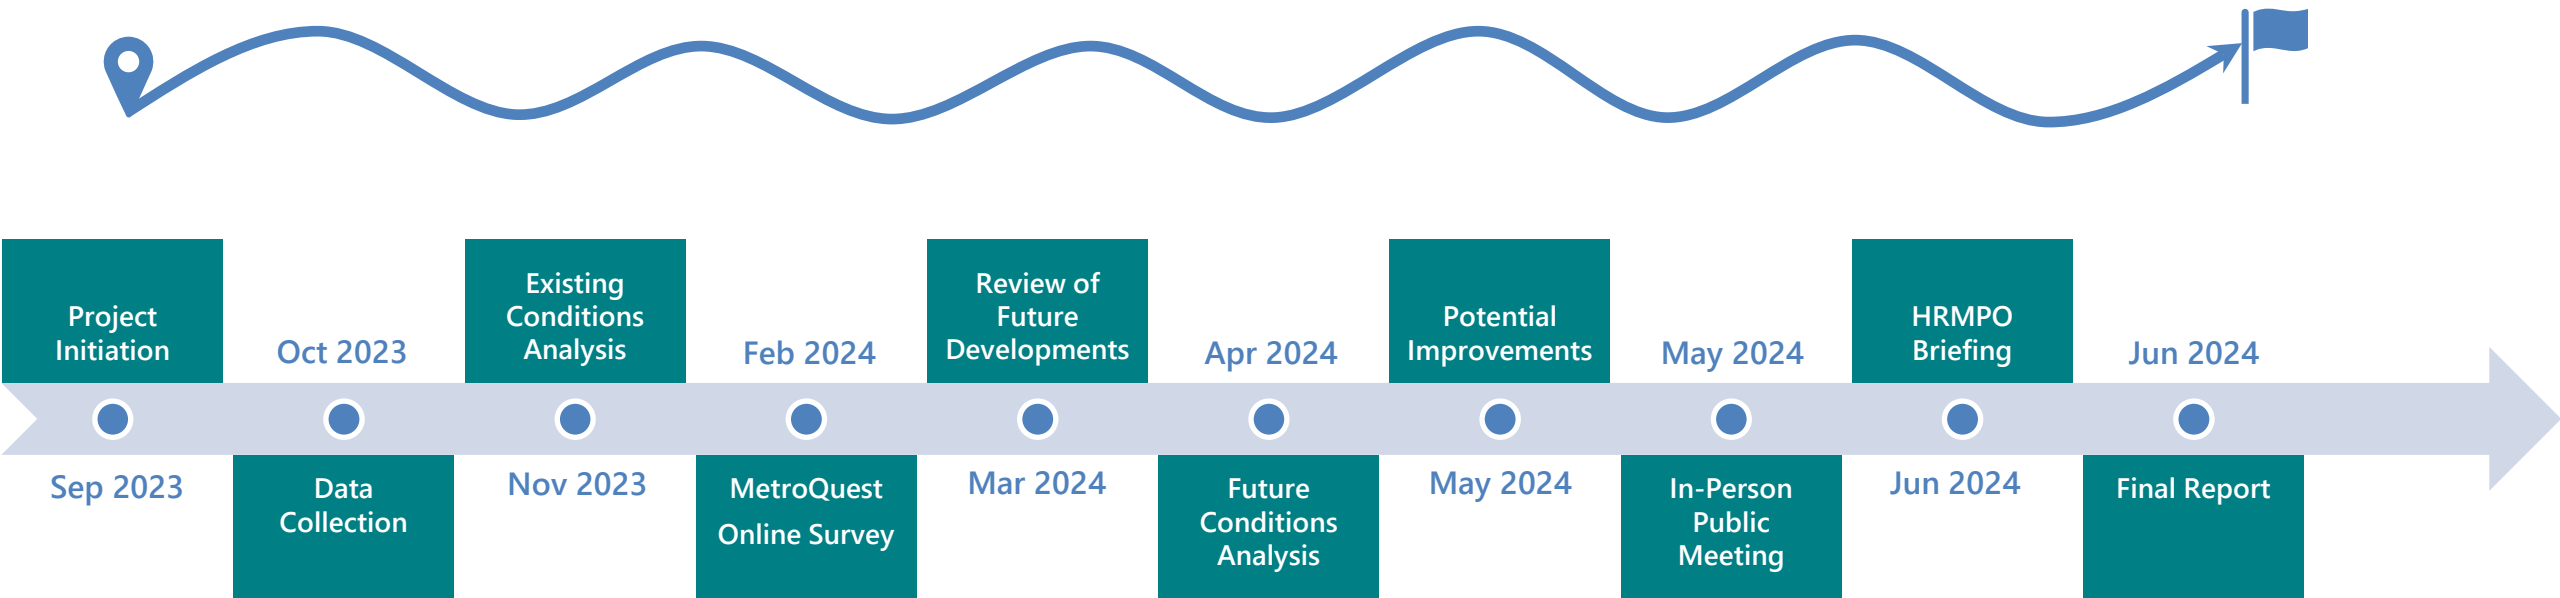 Project
Initiation
Sep 2023
Oct 2023
Data
Collection
Existing
Conditions
Analysis
Nov 2023
Feb 2024
MetroQuest
Online Survey
Review of
Future
Developments
Mar 2024
Apr 2024
Future
Conditions
Analysis
Potential
Improvements
May 2024
May 2024
In-Person
Public
Meeting
HRMPO
Briefing
Jun 2024
Jun 2024
Final Report